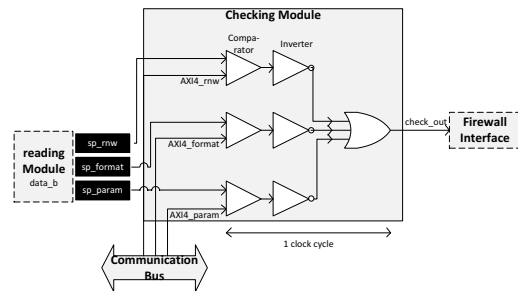 Checking Module
Compa-
rator
Inverter
AXI4_rnw
sp_rnw
check_out
Firewall
Interface
reading
Module
data_b
sp_format
AXI4_format
sp_param
AXI4_param
1 clock cycle
Communication
Bus